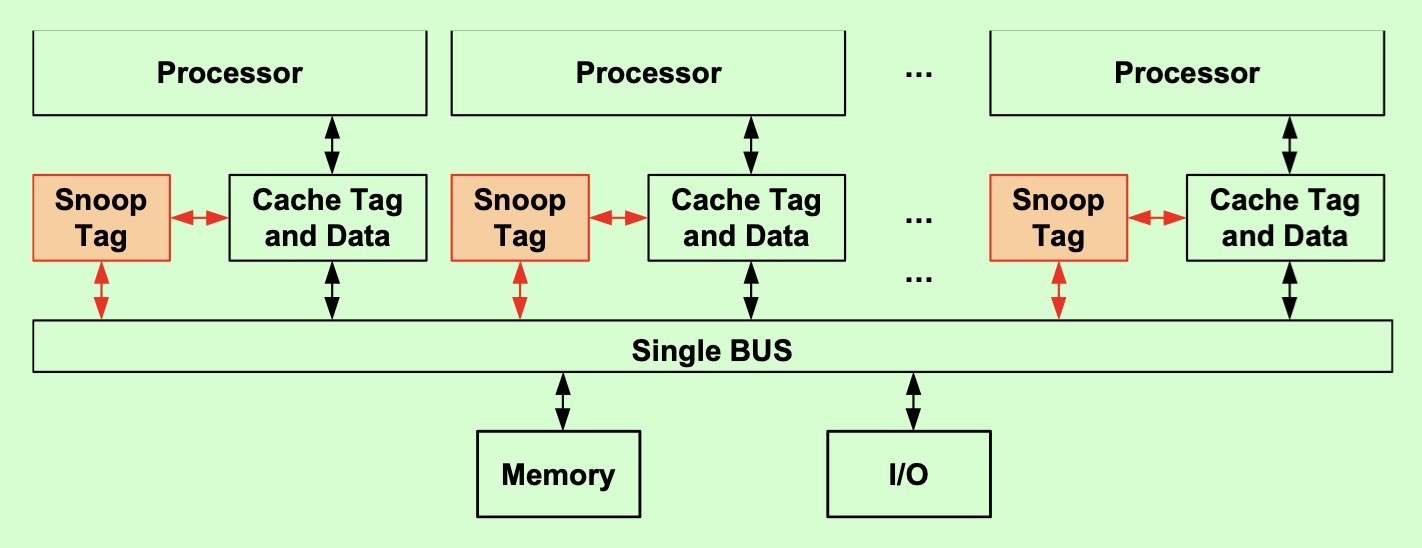 Processor
Processor
...
Processor
Snoop
Tag
Cache Tag
and Data
Snoop
Tag
Cache Tag
and Data
...
...
Snoop
Tag
Cache Tag
and Data
Single BUS
Memory
I/O